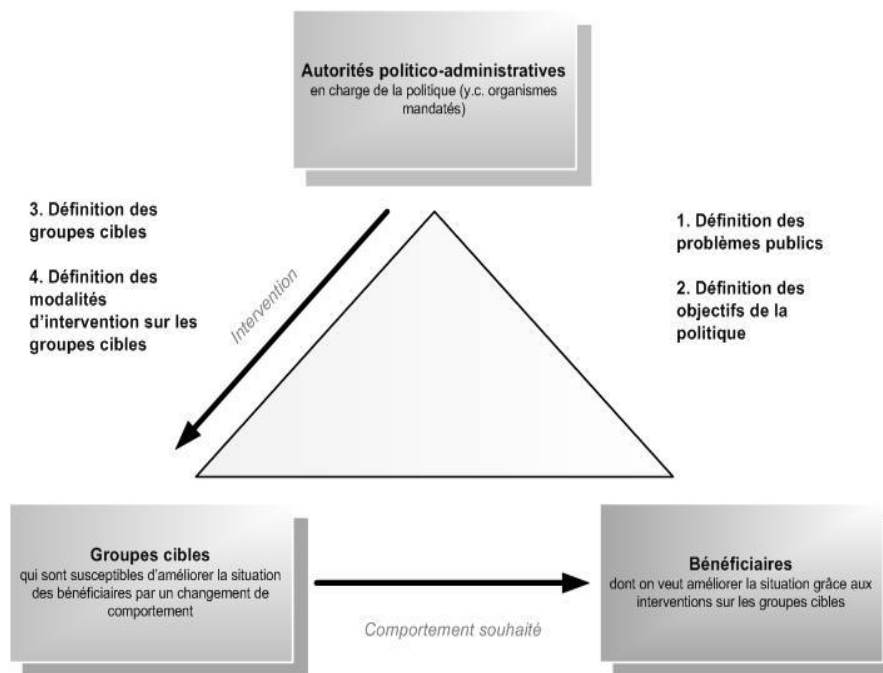 Autorités politico-administratives
en charge de la politique (y.c. organismes
mandatés)
3. Définition des
groupes cibles
4. Définition des
modalités
d'intervention sur les
groupes cibles
Intervention
1. Définition des
problèmes publics
2. Définition des
objectifs de la
politique
Groupes cibles
qui sont susceptibles d'améliorer la situation
des bénéficiaires par un changement de
comportement
Comportement souhaité
Bénéficiaires
dont on veut améliorer la situation grâce aux
interventions sur les groupes cibles